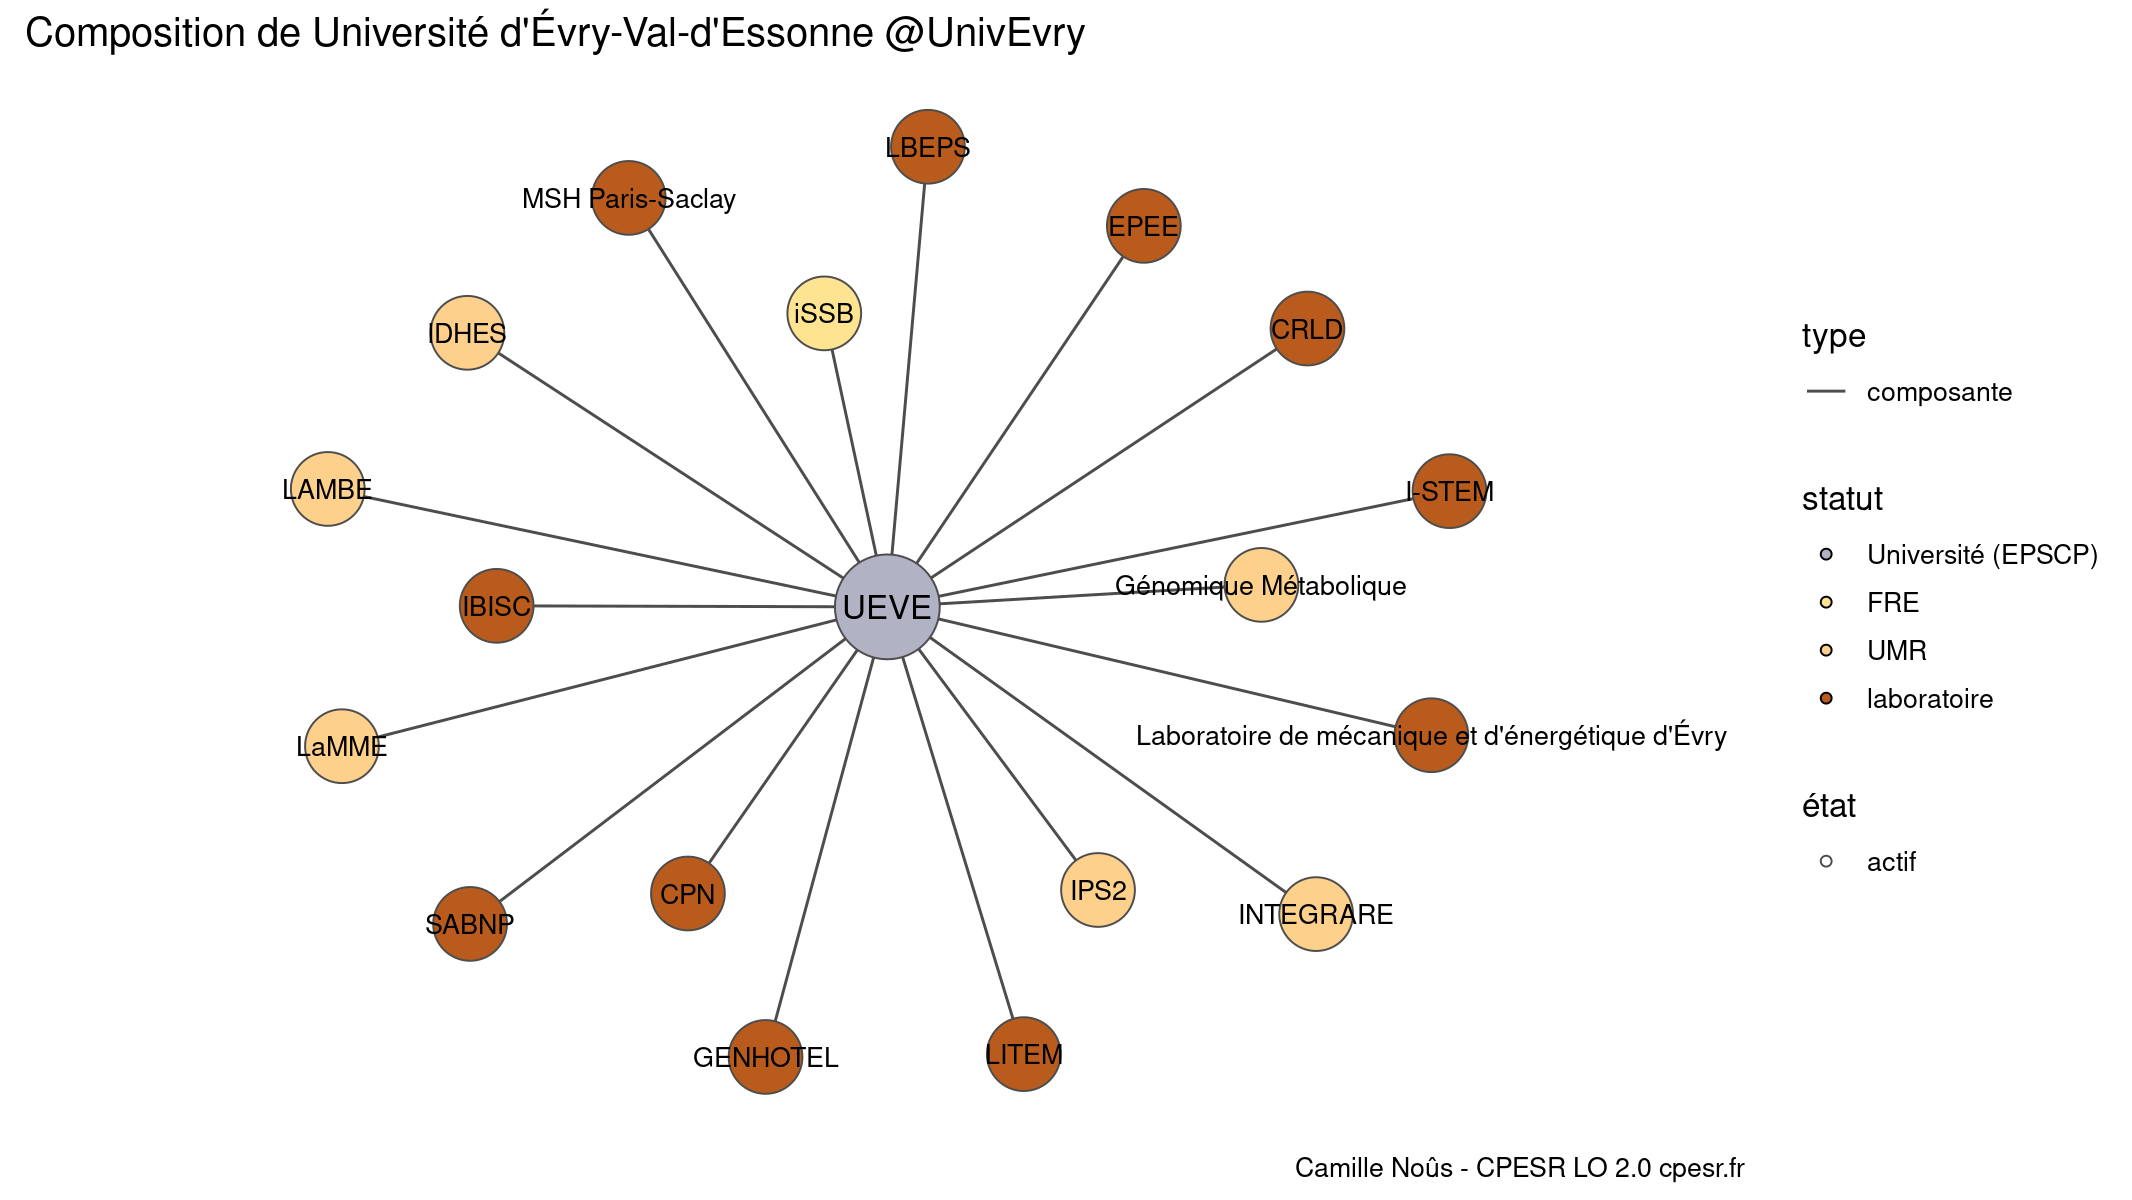 Composition de Université d'Évry-Val-d'Essonne @UnivEvry
LBEPS
MSH Paris-Saclay
EPEE
iSSB
CRLD
IDHES
LAMBE
I-STEM
Génomique Métabolique
IBISC
UEVE
Laboratoire de mécanique et d'énergétique d'Évry
LaMME
CPN
IPS2
INTEGRARE
SABNP
GENHOTEL
LITEM
type
composante
statut
Université (EPSCP)
FRE
UMR
laboratoire
état
actif
Camille Noûs - CPESR LO 2.0 cpesr.fr